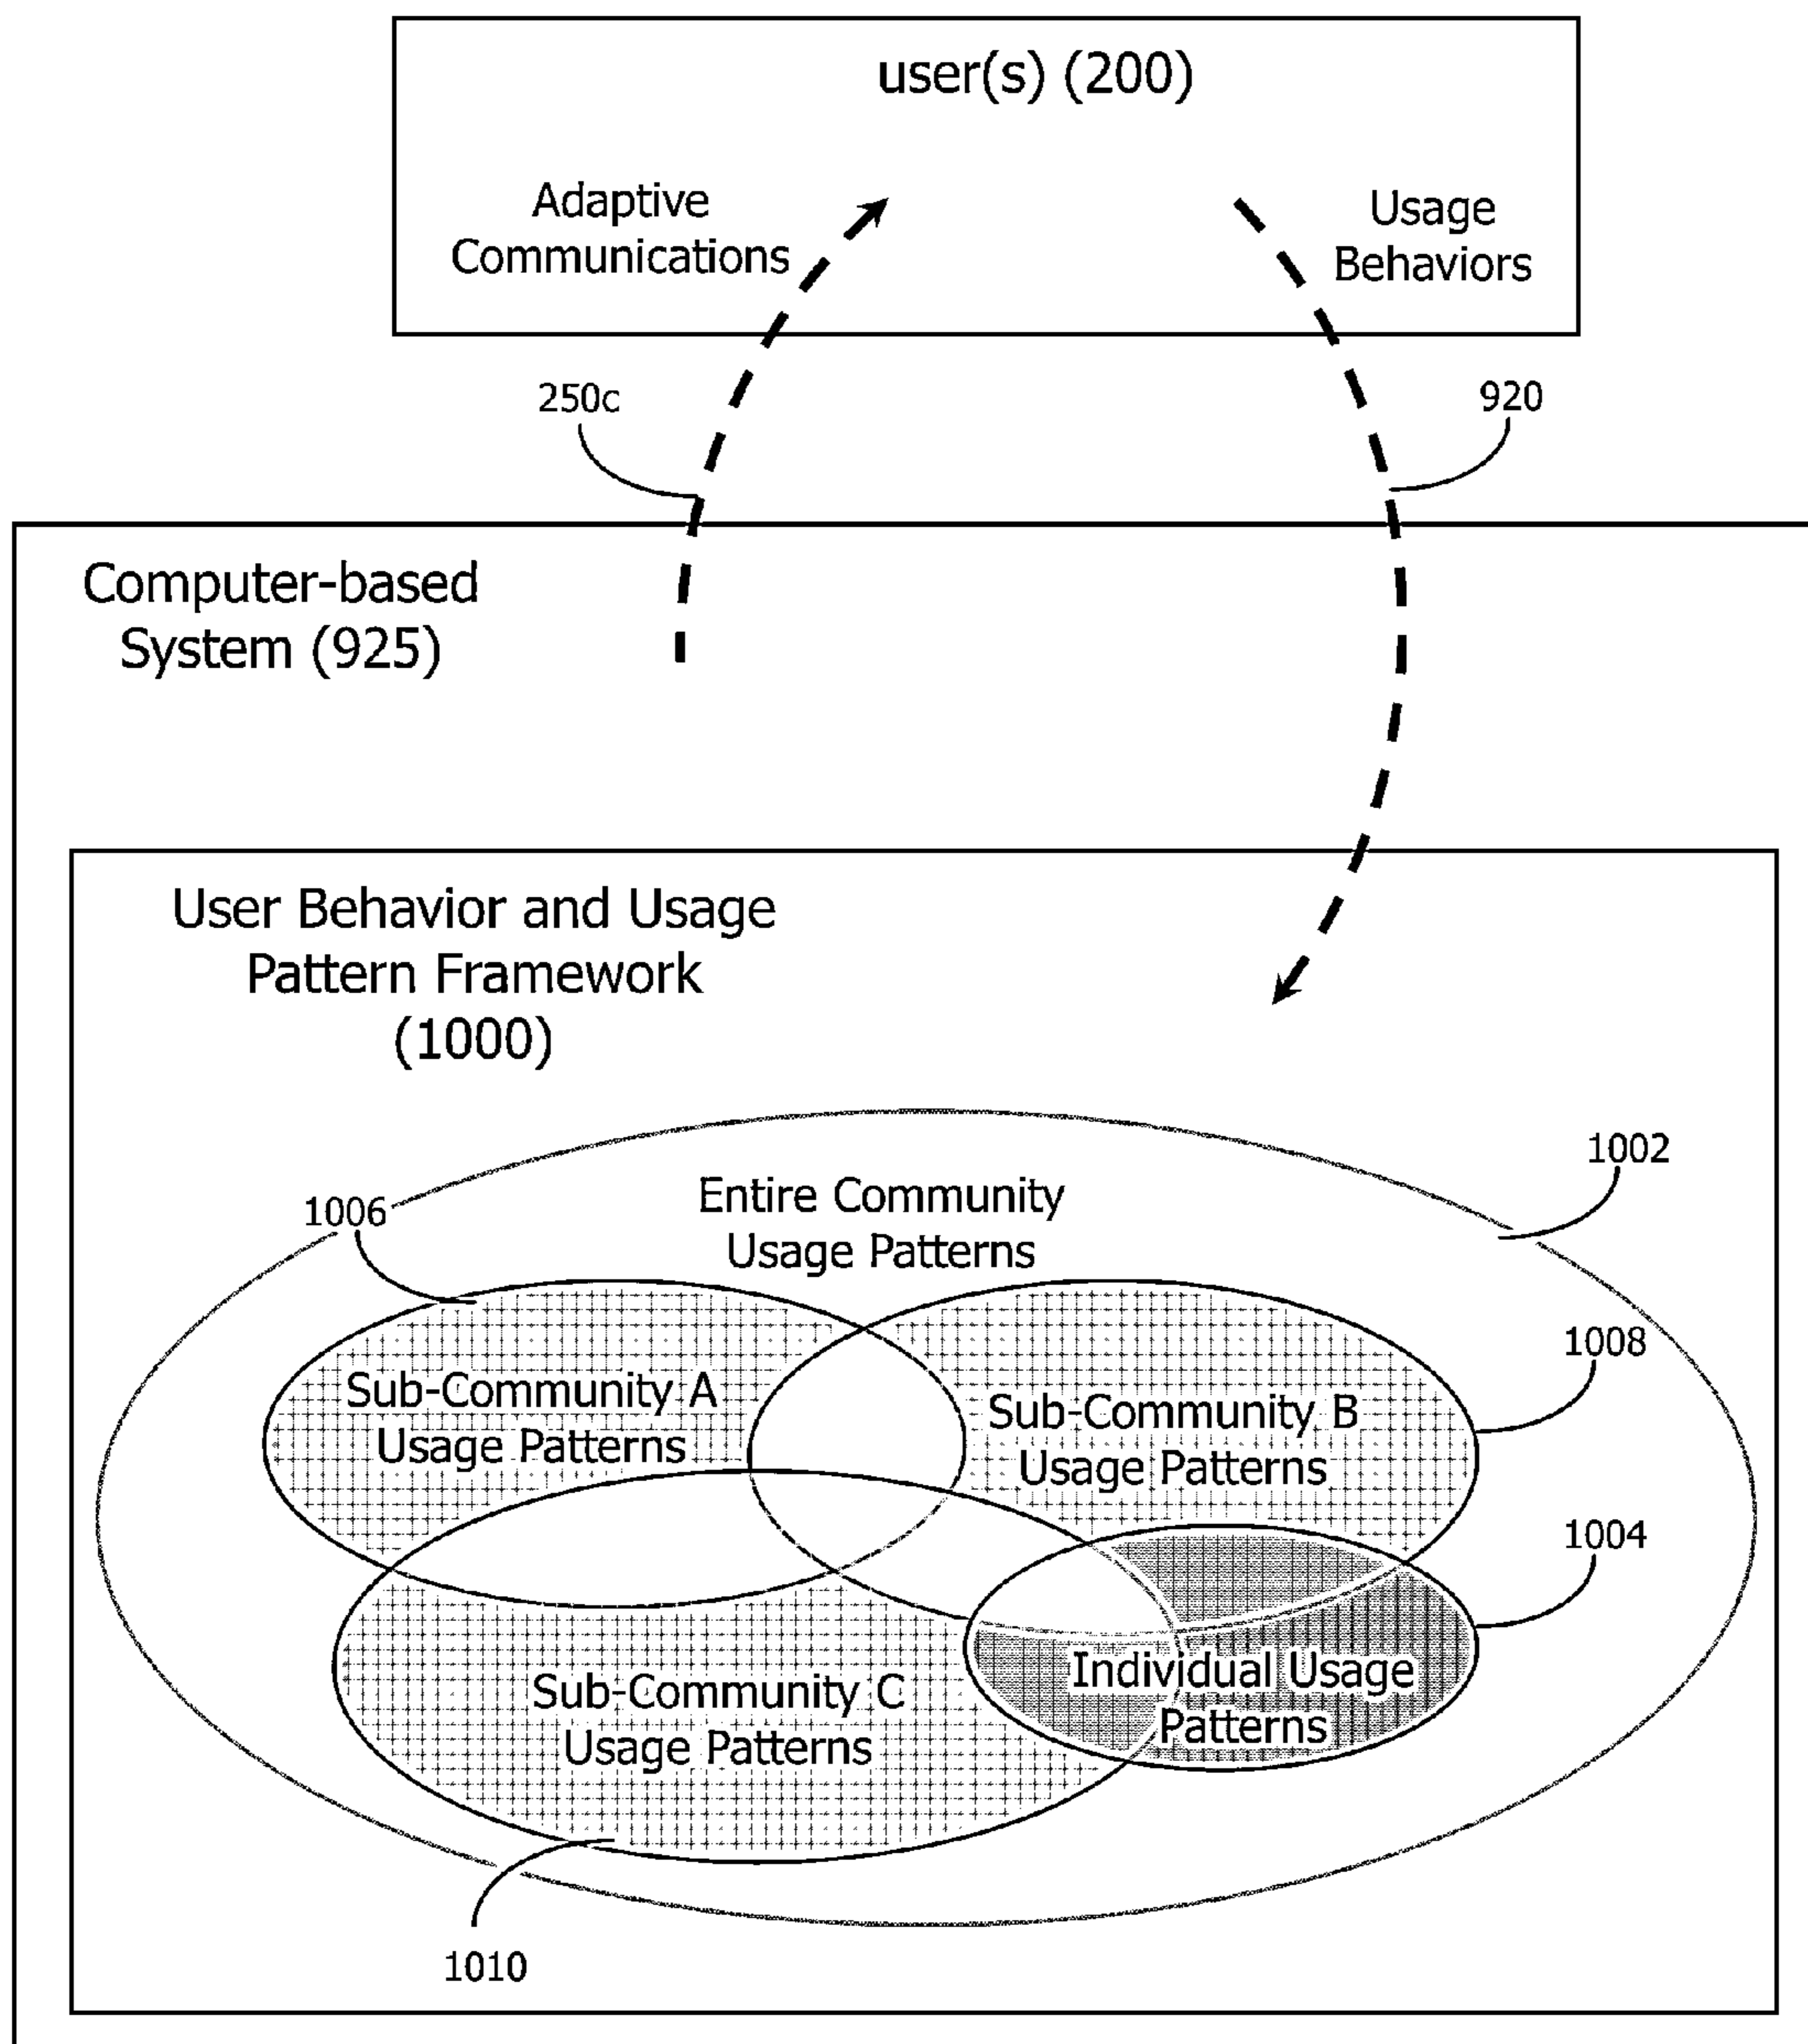 user(s) (200)
Adaptive
Communications
Usage
Behaviors
250c
920
Computer-based
System (925)
User Behavior and Usage
Pattern Framework
(1000)
1002
1006
Entire Community
Usage Patterns
1008
Sub-Community A
Usage Patterns
Sub-Community B
Usage Patterns
1004
Individual Usage
Patterns
Sub-Community C
Usage Patterns
1010